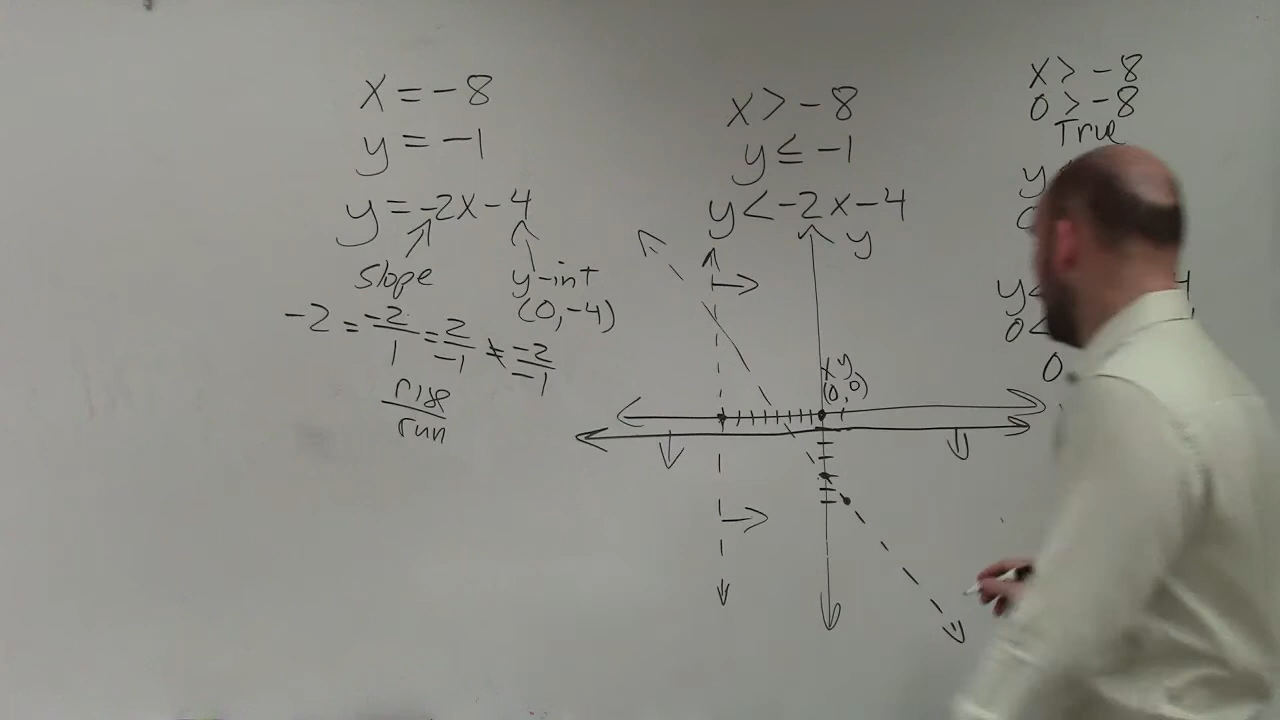 x = -8
y = -1
y = -2x - 4
slope
y-int
(0, -4)
-2 = -2/1 = 2/-1 ≠ -2/-1
rise
run
x > -8
y ≤ -1
y < -2x - 4
y
x y
(0, 0)
x > -8
0 > -8
True
y
y <
0 <
0